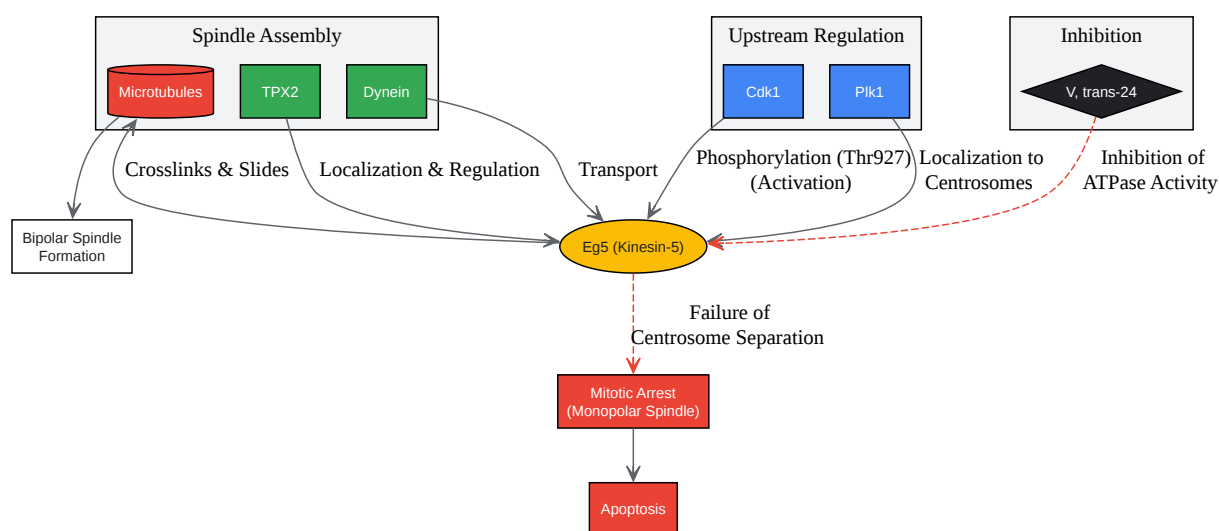 Spindle Assembly
Upstream Regulation
Inhibition
Microtubules
TPX2
Dynein
Cdk1
Plk1
V, trans-24
Crosslinks & Slides
Localization & Regulation
Transport
Phosphorylation (Thr927)
(Activation)
Localization to
Centrosomes
Inhibition of
ATPase Activity
Bipolar Spindle
Formation
Eg5 (Kinesin-5)
Failure of
Centrosome Separation
Mitotic Arrest
(Monopolar Spindle)
Apoptosis